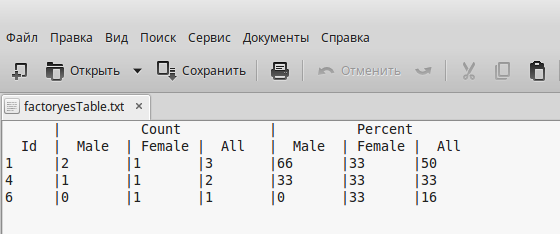 Файл Правка Вид Поиск Сервис Документы Справка
Открыть Сохранить Отменить
factoryesTable.txt ×
| Count | Percent
Id | Male | Female | All | Male | Female | All
1 |2 |1 |3 |66 |33 |50
4 |1 |1 |2 |33 |33 |33
6 |0 |1 |1 |0 |33 |16